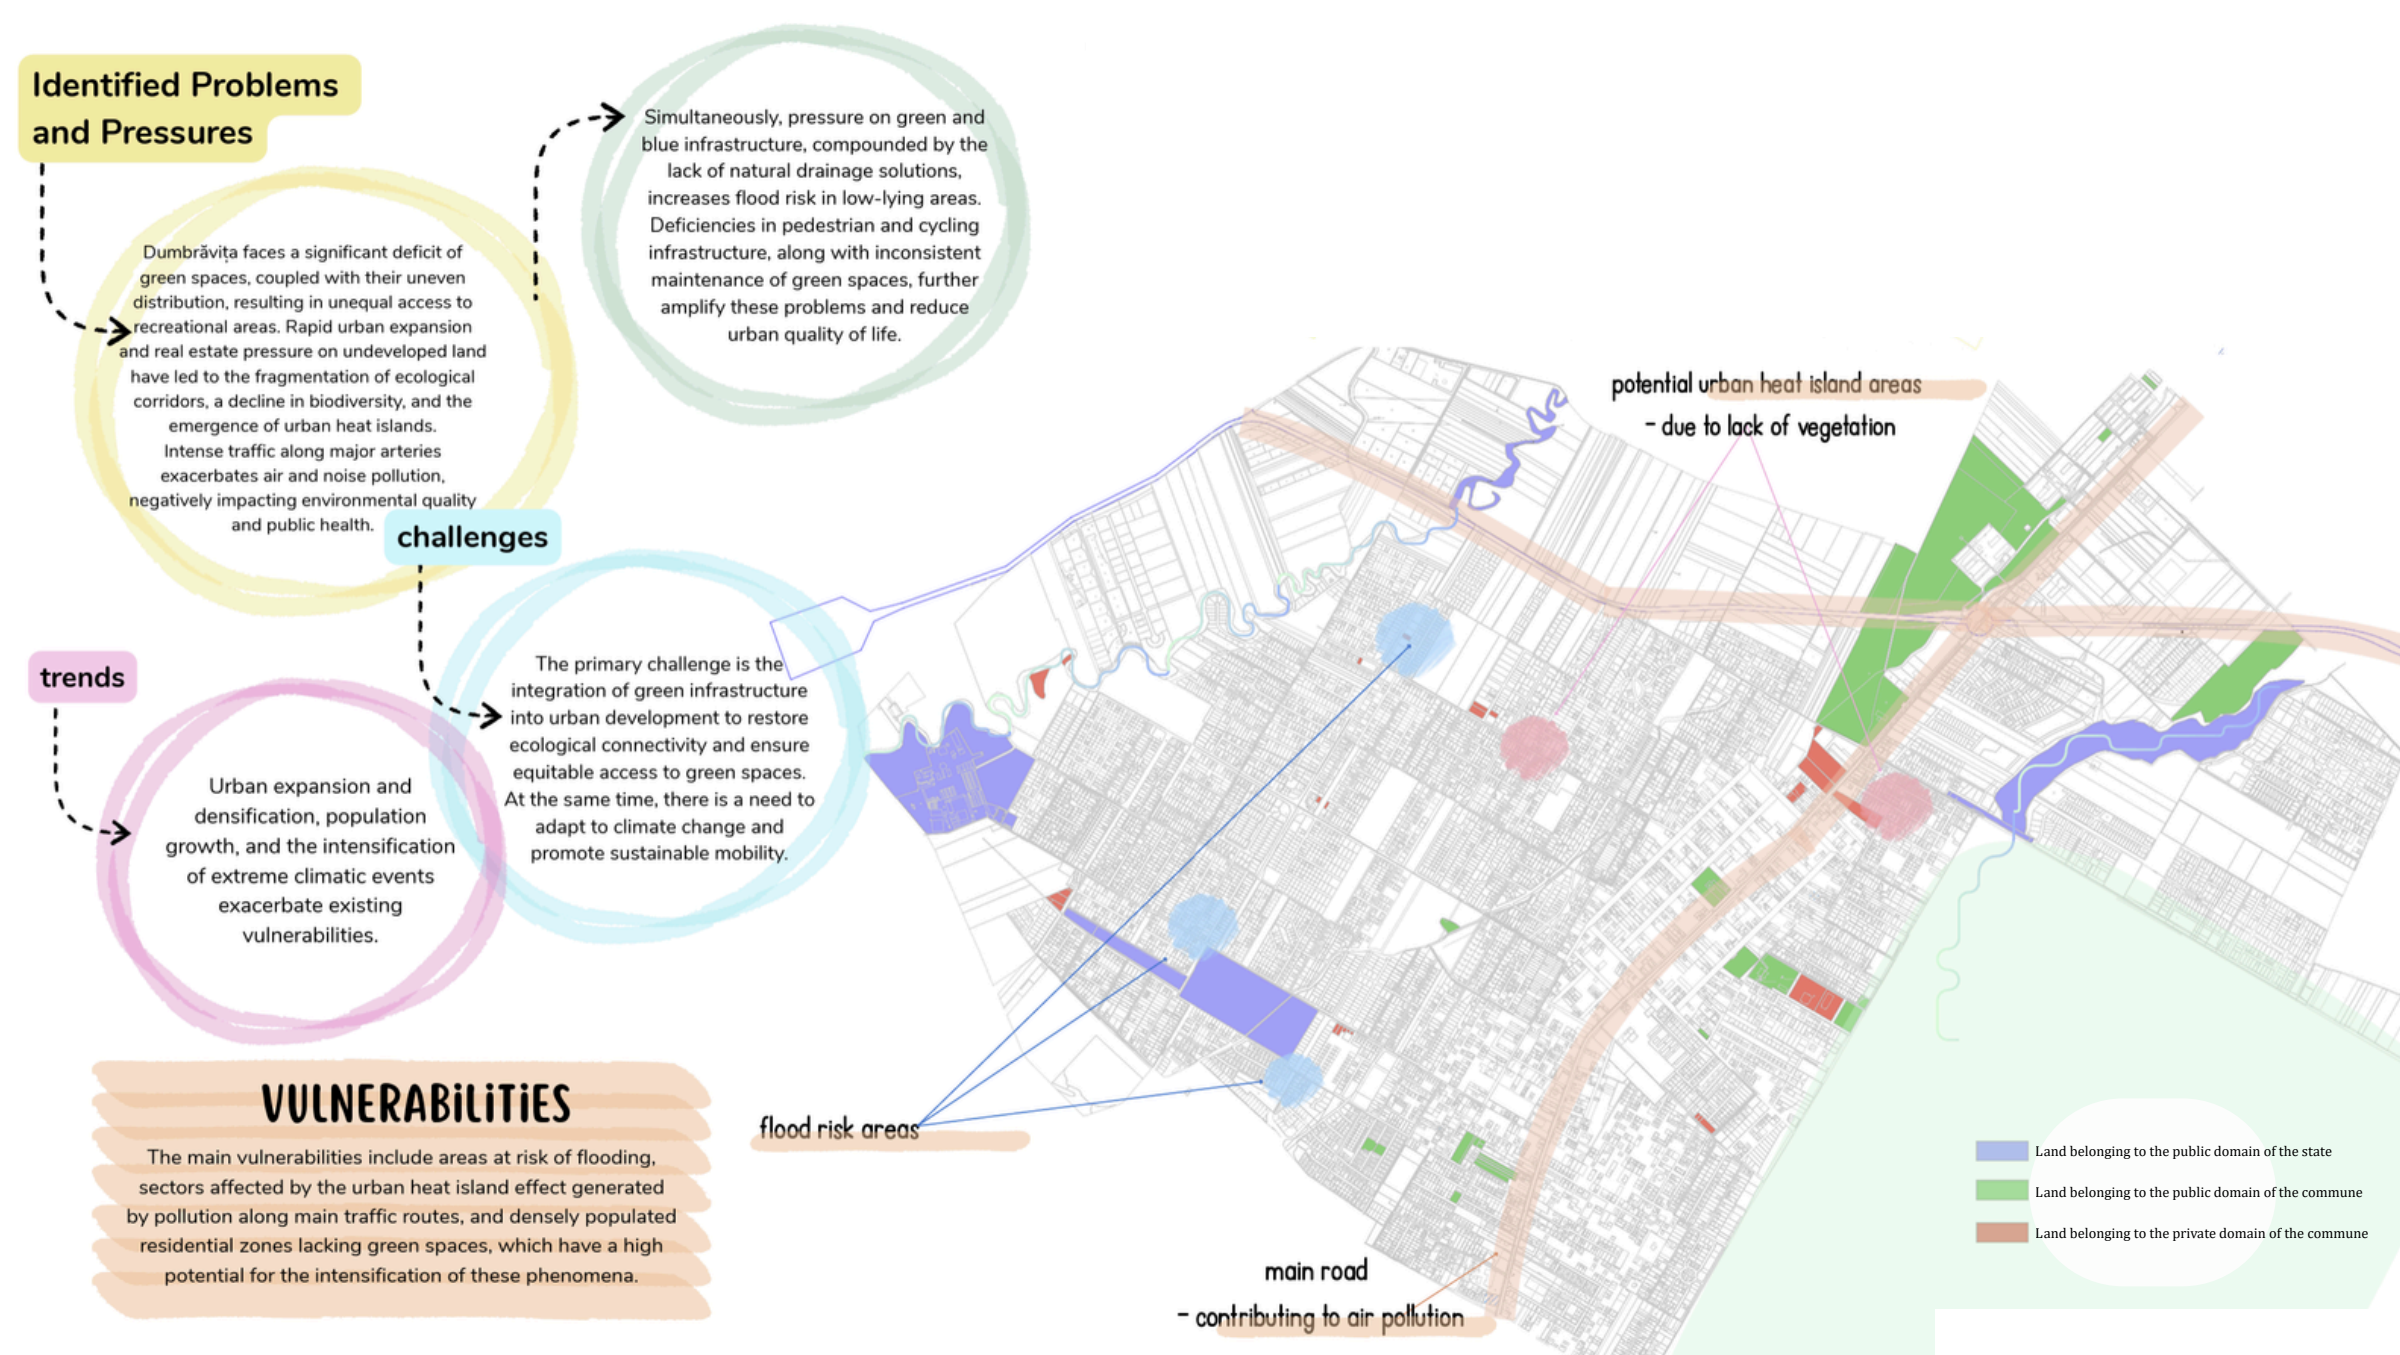 Identified Problems
and Pressures
Dumbrăvița faces a significant deficit of
green spaces, coupled with their uneven
distribution, resulting in unequal access to
recreational areas. Rapid urban expansion
and real estate pressure on undeveloped land
have led to the fragmentation of ecological
corridors, a decline in biodiversity, and the
emergence of urban heat islands.
Intense traffic along major arteries
exacerbates air and noise pollution,
negatively impacting environmental quality
and public health.
Simultaneously, pressure on green and
blue infrastructure, compounded by the
lack of natural drainage solutions,
increases flood risk in low-lying areas.
Deficiencies in pedestrian and cycling
infrastructure, along with inconsistent
maintenance of green spaces, further
amplify these problems and reduce
urban quality of life.
challenges
The primary challenge is the
integration of green infrastructure
into urban development to restore
ecological connectivity and ensure
equitable access to green spaces.
At the same time, there is a need to
adapt to climate change and
promote sustainable mobility.
trends
Urban expansion and
densification, population
growth, and the intensification
of extreme climatic events
exacerbate existing
vulnerabilities.
VULNERABiLiTiES
The main vulnerabilities include areas at risk of flooding,
sectors affected by the urban heat island effect generated
by pollution along main traffic routes, and densely populated
residential zones lacking green spaces, which have a high
potential for the intensification of these phenomena.
potential urban heat island areas
- due to lack of vegetation
flood risk areas
main road
- contributing to air pollution
Land belonging to the public domain of the state
Land belonging to the public domain of the commune
Land belonging to the private domain of the commune